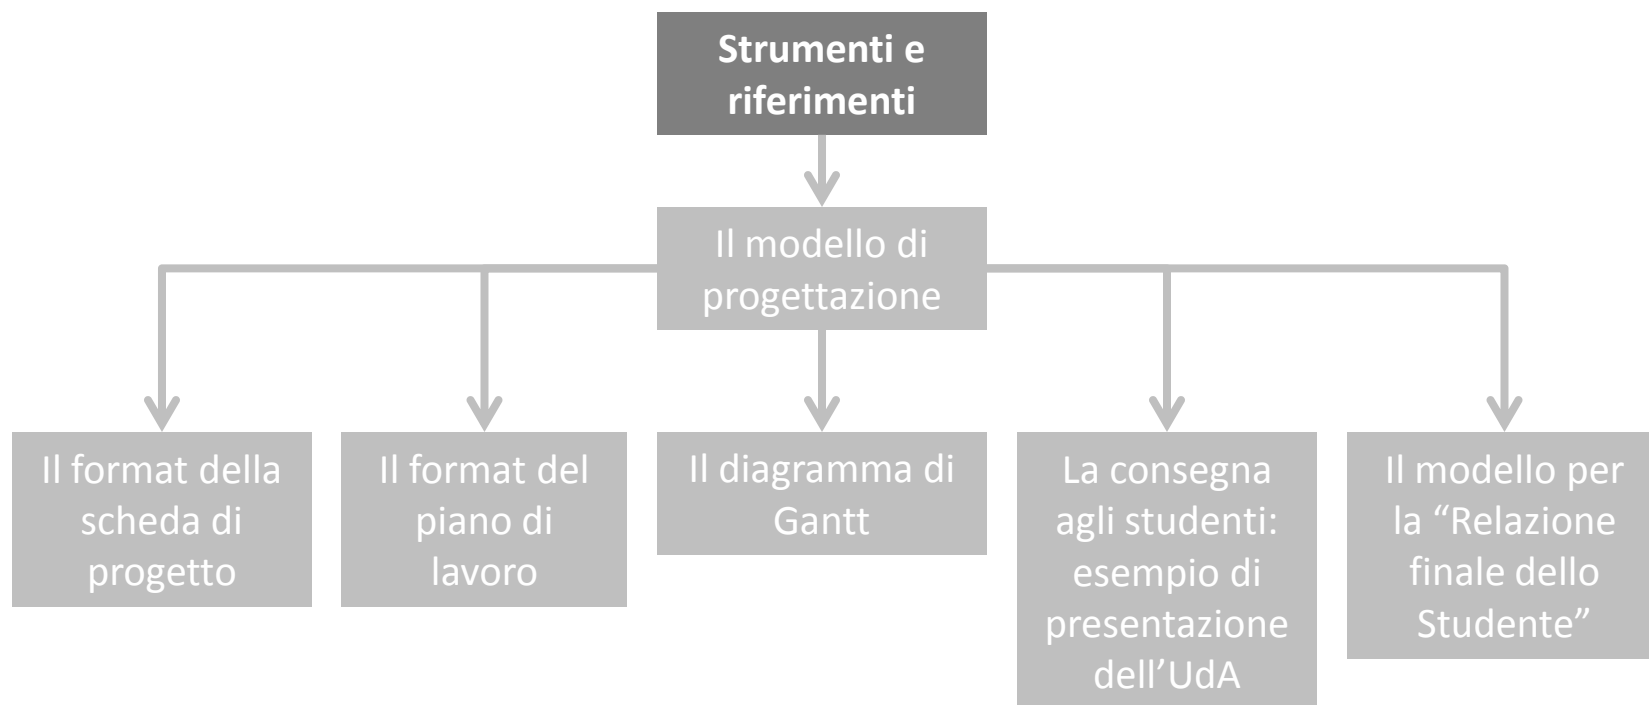 Strumenti e
riferimenti
Il modello di
progettazione
Il format della
scheda di
progetto
Il format del
piano di
lavoro
Il diagramma di
Gantt
La consegna
agli studenti:
esempio di
presentazione
dell’UdA
Il modello per
la “Relazione
finale dello
Studente”